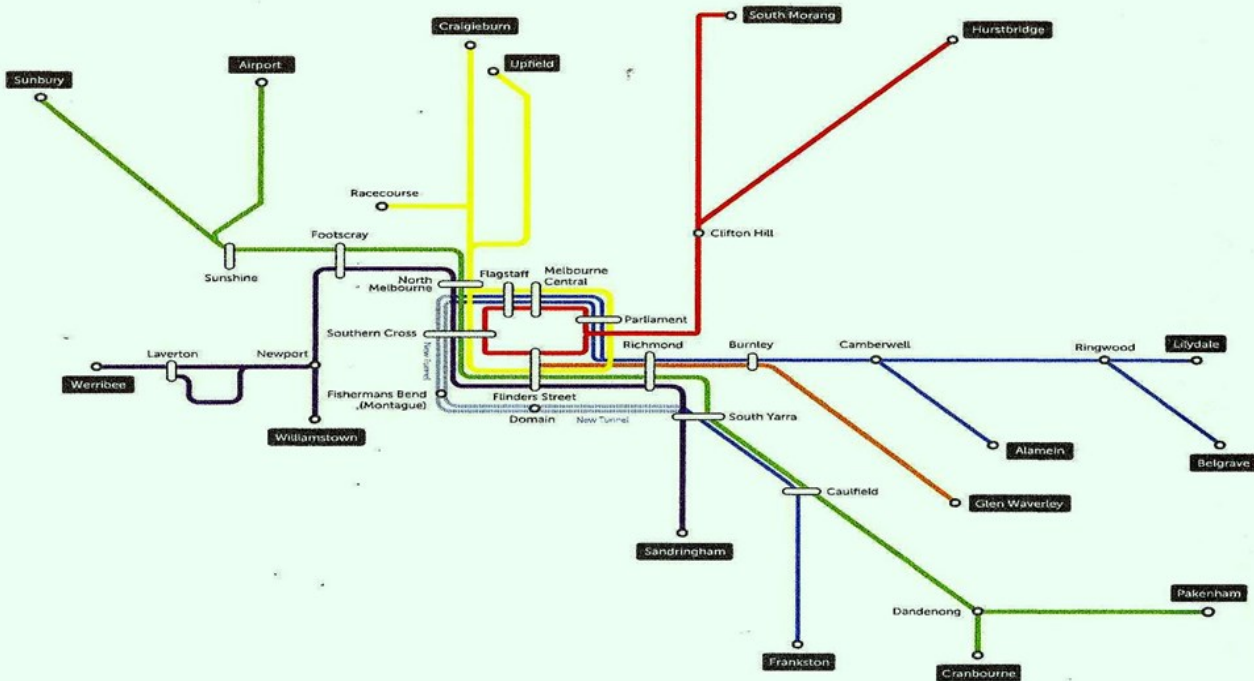 South Morang
Craigieburn
Hurstbridge
Upfield
Airport
Sunbury
Racecourse
Clifton Hill
Footscray
Sunshine
North
Melbourne
Flagstaff
Melbourne
Central
Southern Cross
Parliament
New Tunnel
Richmond
Burnley
Camberwell
Ringwood
Lilydale
Laverton
Newport
Werribee
Fishermans Bend
(Montague)
Flinders Street
Domain
New Tunnel
South Yarra
Williamstown
Alamein
Belgrave
Caulfield
Glen Waverley
Sandringham
Pakenham
Dandenong
Frankston
Cranbourne